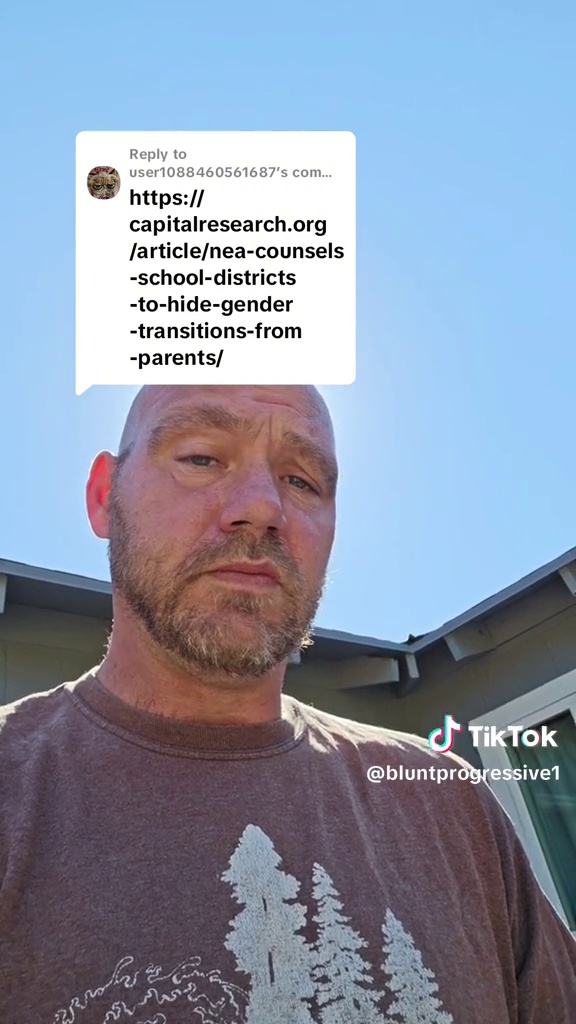 Reply to
user1088460561687's com...
https://
capitalresearch.org
/article/nea-counsels
-school-districts
-to-hide-gender
-transitions-from
-parents/
TikTok
@bluntprogressive1